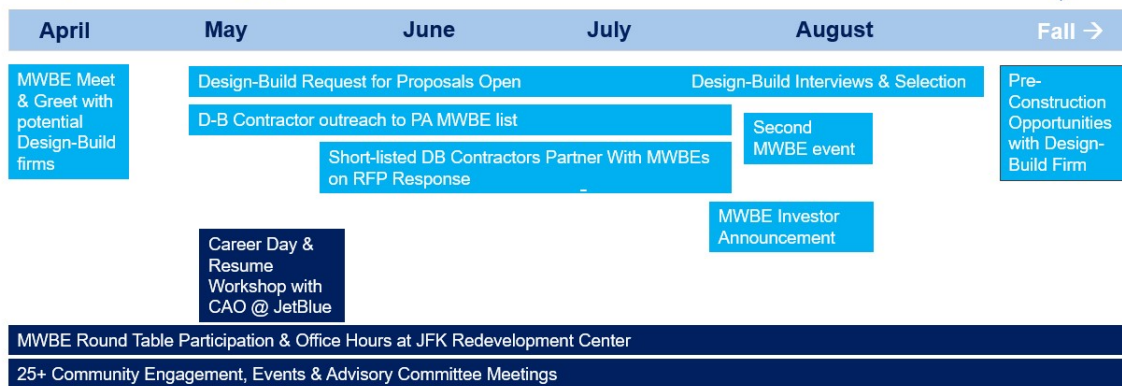 April May June July August Fall →
MWBE Meet
& Greet with
potential
Design-Build
firms
Design-Build Request for Proposals Open
Design-Build Interviews & Selection
Pre-
Construction
Opportunities
with Design-
Build Firm
D-B Contractor outreach to PA MWBE list
Second
MWBE event
Short-listed DB Contractors Partner With MWBEs
on RFP Response
MWBE Investor
Announcement
Career Day &
Resume
Workshop with
CAO @ JetBlue
MWBE Round Table Participation & Office Hours at JFK Redevelopment Center
25+ Community Engagement, Events & Advisory Committee Meetings